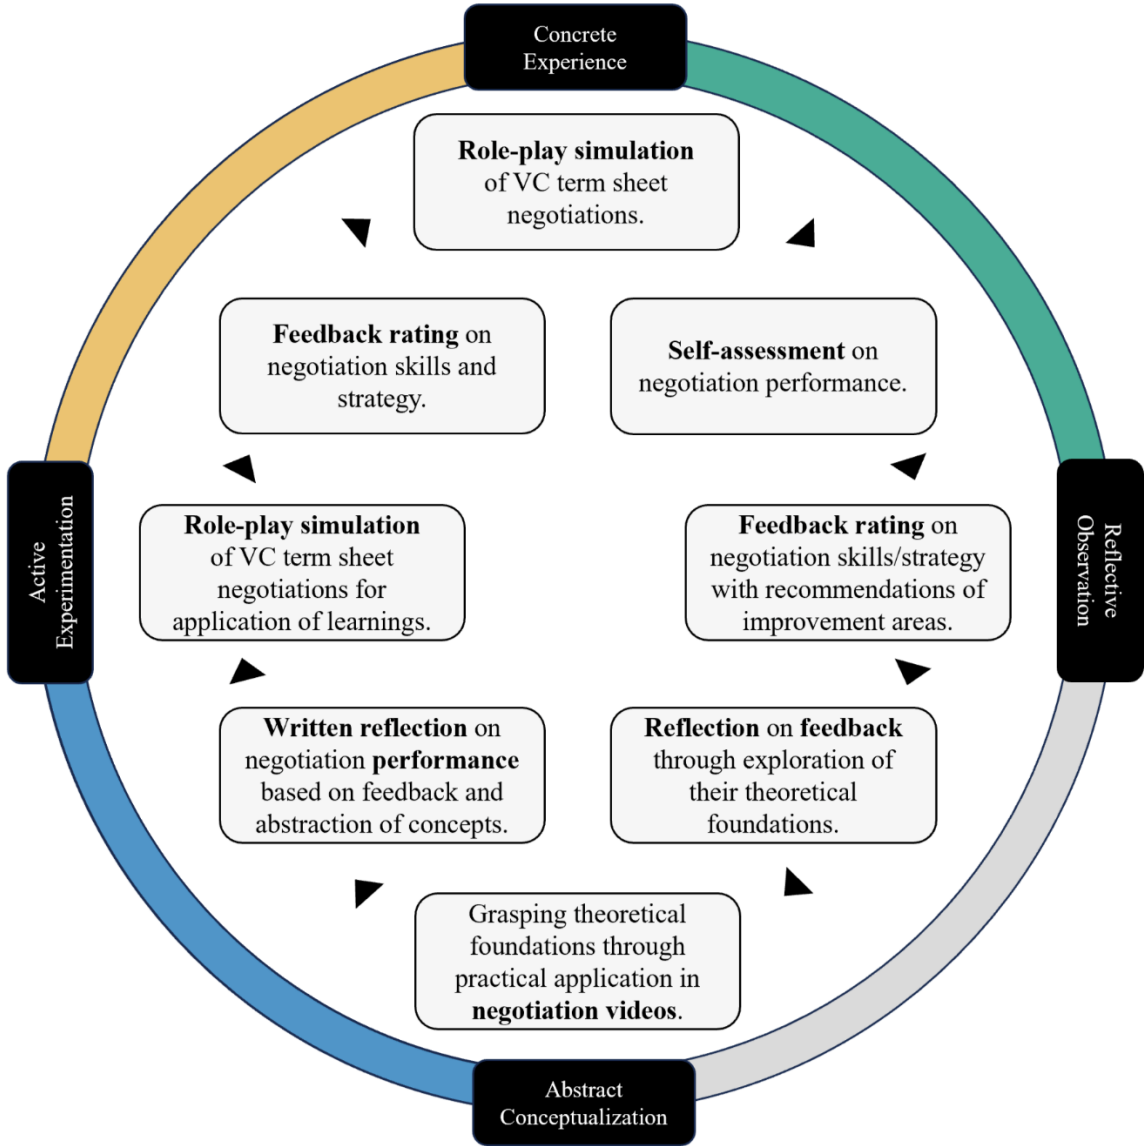 Concrete
Experience
Role-play simulation
of VC term sheet
negotiations.
Feedback rating on
negotiation skills and
strategy.
Self-assessment on
negotiation performance.
Active
Experimentation
Role-play simulation
of VC term sheet
negotiations for
application of learnings.
Feedback rating on
negotiation skills/strategy
with recommendations of
improvement areas.
Reflective
Observation
Written reflection on
negotiation performance
based on feedback and
abstraction of concepts.
Reflection on feedback
through exploration of
their theoretical
foundations.
Grasping theoretical
foundations through
practical application in
negotiation videos.
Abstract
Conceptualization